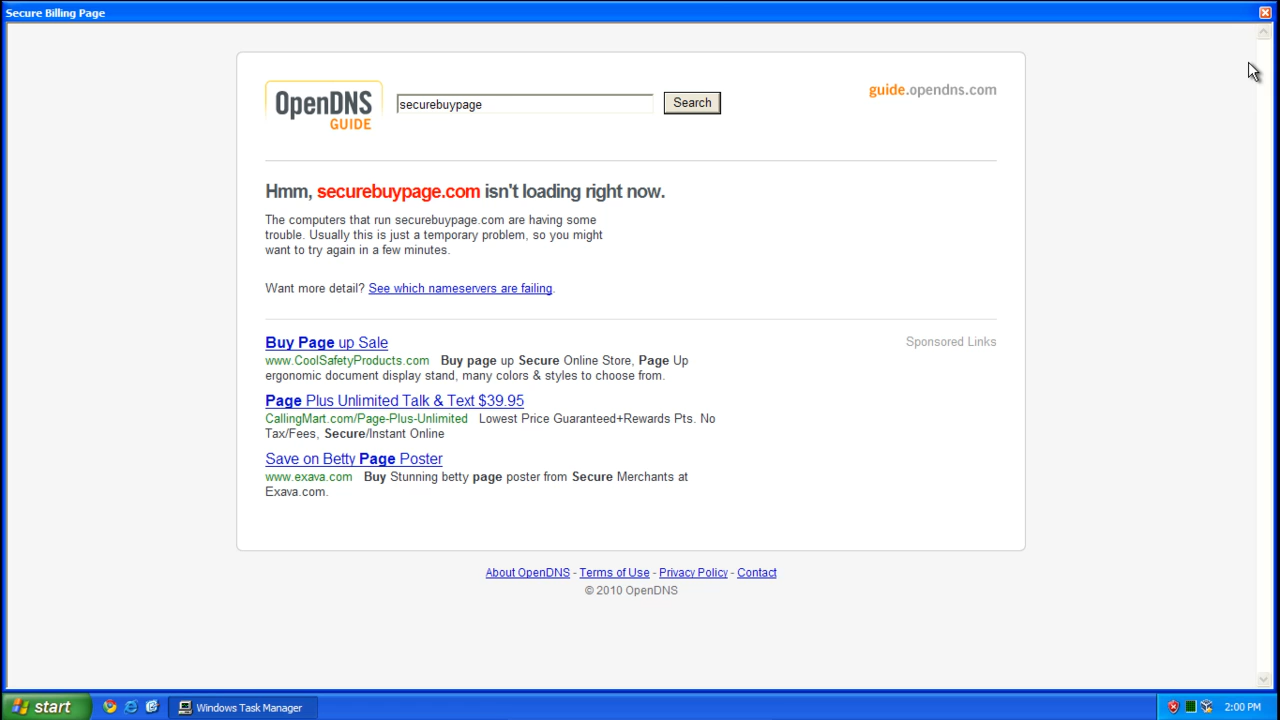 Secure Billing Page
OpenDNS
GUIDE
securebuypage
Search
guide.opendns.com
Hmm, securebuypage.com isn't loading right now.
The computers that run securebuypage.com are having some
trouble. Usually this is just a temporary problem, so you might
want to try again in a few minutes.
Want more detail? See which nameservers are failing.
Buy Page up Sale
Sponsored Links
www.CoolSafetyProducts.com Buy page up Secure Online Store, Page Up
ergonomic document display stand, many colors & styles to choose from.
Page Plus Unlimited Talk & Text $39.95
CallingMart.com/Page-Plus-Unlimited Lowest Price Guaranteed+Rewards Pts. No
Tax/Fees, Secure/Instant Online
Save on Betty Page Poster
www.exava.com Buy Stunning betty page poster from Secure Merchants at
Exava.com.
About OpenDNS - Terms of Use - Privacy Policy - Contact
© 2010 OpenDNS
start
Windows Task Manager
2:00 PM